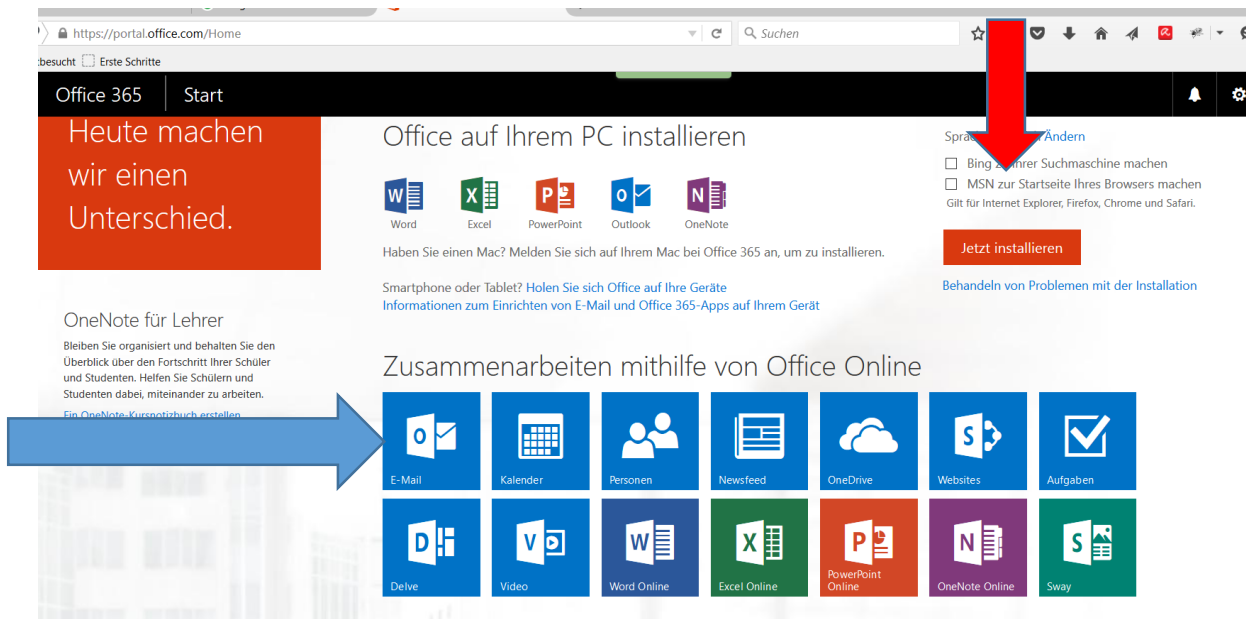 https://portal.office.com/Home
Suchen
besucht
Erste Schritte
Office 365
Start
Heute machen
wir einen
Unterschied.
OneNote für Lehrer
Bleiben Sie organisiert und behalten Sie den
Überblick über den Fortschritt Ihrer Schüler
und Studenten. Helfen Sie Schülern und
Studenten dabei, miteinander zu arbeiten.
Ein OneNote-Kursnotizbuch erstellen
Office auf Ihrem PC installieren
Word
Excel
PowerPoint
Outlook
OneNote
Haben Sie einen Mac? Melden Sie sich auf Ihrem Mac bei Office 365 an, um zu installieren.
Smartphone oder Tablet? Holen Sie sich Office auf Ihre Geräte
Informationen zum Einrichten von E-Mail und Office 365-Apps auf Ihrem Gerät
Ändern
Bing Ihrer Suchmaschine machen
MSN zur Startseite Ihres Browsers machen
Gilt für Internet Explorer, Firefox, Chrome und Safari.
Jetzt installieren
Behandeln von Problemen mit der Installation
Zusammenarbeiten mithilfe von Office Online
E-Mail
Kalender
Personen
Newsfeed
OneDrive
Websites
Aufgaben
Delve
Video
Word Online
Excel Online
PowerPoint
Online
OneNote Online
Sway